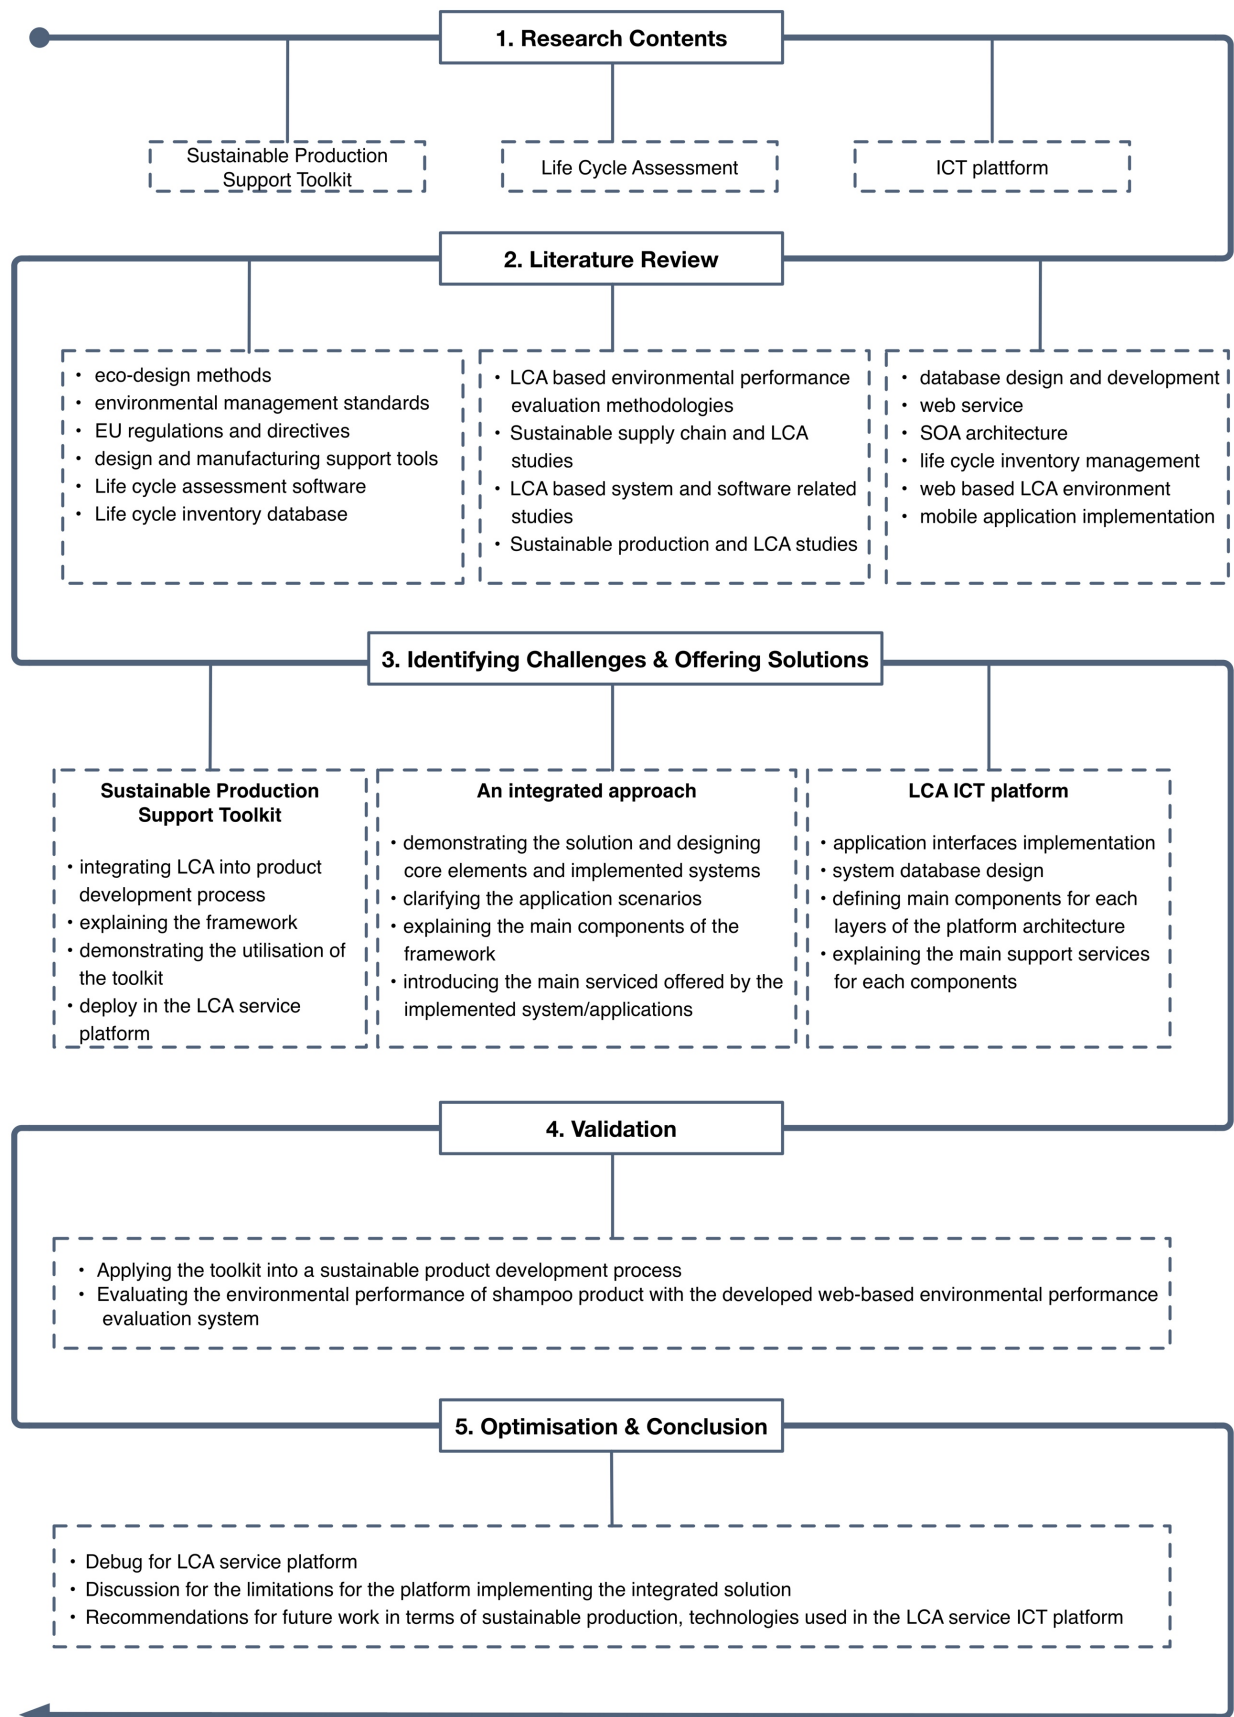 1. Research Contents
Sustainable Production
Support Toolkit
Life Cycle Assessment
ICT plattform
2. Literature Review
• eco-design methods
• environmental management standards
• EU regulations and directives
• design and manufacturing support tools
• Life cycle assessment software
• Life cycle inventory database
• LCA based environmental performance
evaluation methodologies
• Sustainable supply chain and LCA
studies
• LCA based system and software related
studies
• Sustainable production and LCA studies
• database design and development
• web service
• SOA architecture
• life cycle inventory management
• web based LCA environment
• mobile application implementation
3. Identifying Challenges & Offering Solutions
Sustainable Production
Support Toolkit
• integrating LCA into product
development process
• explaining the framework
• demonstrating the utilisation of
the toolkit
• deploy in the LCA service
platform
An integrated approach
• demonstrating the solution and designing
core elements and implemented systems
• clarifying the application scenarios
• explaining the main components of the
framework
• introducing the main serviced offered by the
implemented system/applications
LCA ICT platform
• application interfaces implementation
• system database design
• defining main components for each
layers of the platform architecture
• explaining the main support services
for each components
4. Validation
• Applying the toolkit into a sustainable product development process
• Evaluating the environmental performance of shampoo product with the developed web-based environmental performance
evaluation system
5. Optimisation & Conclusion
• Debug for LCA service platform
• Discussion for the limitations for the platform implementing the integrated solution
• Recommendations for future work in terms of sustainable production, technologies used in the LCA service ICT platform